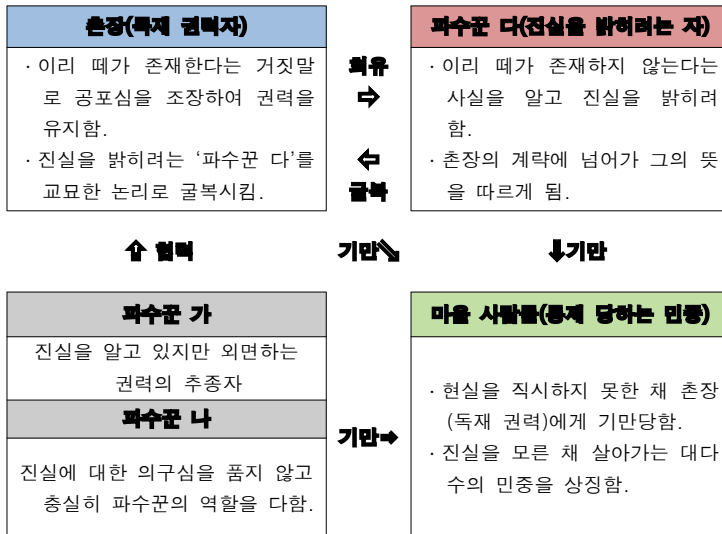 촌장(독재 권력자)
· 이리 떼가 존재한다는 거짓말
로 공포심을 조장하여 권력을
유지함.
· 진실을 밝히려는 ‘파수꾼 다’를
교묘한 논리로 굴복시킴.
회유
⇨
⇦
굴복
파수꾼 다(진실을 밝히려는 자)
· 이리 떼가 존재하지 않는다는
사실을 알고 진실을 밝히려
함.
· 촌장의 계략에 넘어가 그의 뜻
을 따르게 됨.
⇧ 협력
기만⇘
⬇기만
파수꾼 가
진실을 알고 있지만 외면하는
권력의 추종자
파수꾼 나
진실에 대한 의구심을 품지 않고
충실히 파수꾼의 역할을 다함.
기만➡
마을 사람들(통제 당하는 민중)
· 현실을 직시하지 못한 채 촌장
(독재 권력)에게 기만당함.
· 진실을 모른 채 살아가는 대다
수의 민중을 상징함.